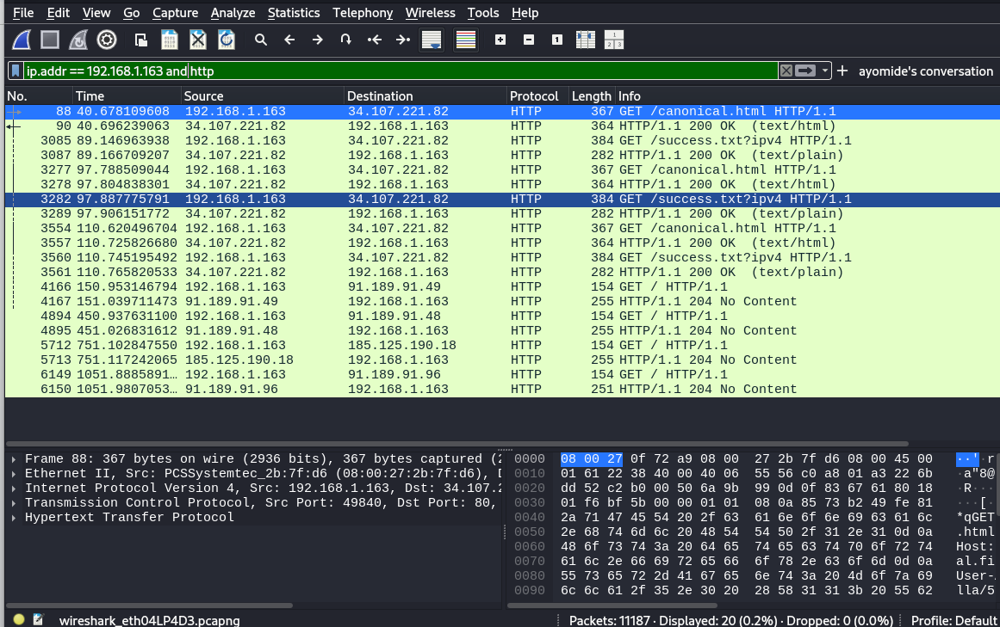 File Edit View Go Capture Analyze Statistics Telephony Wireless Tools Help
ip.addr == 192.168.1.163 and http
ayomide's conversation
No. Time Source Destination Protocol Length Info
88 40.678109608 192.168.1.163 34.107.221.82 HTTP 367 GET /canonical.html HTTP/1.1
90 40.696239063 34.107.221.82 192.168.1.163 HTTP 364 HTTP/1.1 200 OK (text/html)
3085 89.146963938 192.168.1.163 34.107.221.82 HTTP 384 GET /success.txt?ipv4 HTTP/1.1
3087 89.166709207 34.107.221.82 192.168.1.163 HTTP 282 HTTP/1.1 200 OK (text/plain)
3277 97.788509044 192.168.1.163 34.107.221.82 HTTP 367 GET /canonical.html HTTP/1.1
3278 97.804838301 34.107.221.82 192.168.1.163 HTTP 364 HTTP/1.1 200 OK (text/html)
3282 97.887775791 192.168.1.163 34.107.221.82 HTTP 384 GET /success.txt?ipv4 HTTP/1.1
3289 97.906151772 34.107.221.82 192.168.1.163 HTTP 282 HTTP/1.1 200 OK (text/plain)
3554 110.620496704 192.168.1.163 34.107.221.82 HTTP 367 GET /canonical.html HTTP/1.1
3557 110.725826680 34.107.221.82 192.168.1.163 HTTP 364 HTTP/1.1 200 OK (text/html)
3560 110.745195492 192.168.1.163 34.107.221.82 HTTP 384 GET /success.txt?ipv4 HTTP/1.1
3561 110.765820533 34.107.221.82 192.168.1.163 HTTP 282 HTTP/1.1 200 OK (text/plain)
4166 150.953146794 192.168.1.163 91.189.91.49 HTTP 154 GET / HTTP/1.1
4167 151.039711473 91.189.91.49 192.168.1.163 HTTP 255 HTTP/1.1 204 No Content
4894 450.937631100 192.168.1.163 91.189.91.48 HTTP 154 GET / HTTP/1.1
4895 451.026831612 91.189.91.48 192.168.1.163 HTTP 255 HTTP/1.1 204 No Content
5712 751.102847550 192.168.1.163 185.125.190.18 HTTP 154 GET / HTTP/1.1
5713 751.117242065 185.125.190.18 192.168.1.163 HTTP 255 HTTP/1.1 204 No Content
6149 1051.8885891… 192.168.1.163 91.189.91.96 HTTP 154 GET / HTTP/1.1
6150 1051.9807053… 91.189.91.96 192.168.1.163 HTTP 251 HTTP/1.1 204 No Content
Frame 88: 367 bytes on wire (2936 bits), 367 bytes captured (2
Ethernet II, Src: PCSSystemtec_2b:7f:d6 (08:00:27:2b:7f:d6), D
Internet Protocol Version 4, Src: 192.168.1.163, Dst: 34.107.2
Transmission Control Protocol, Src Port: 49840, Dst Port: 80,
Hypertext Transfer Protocol
0000 08 00 27 0f 72 a9 08 00 27 2b 7f d6 08 00 45 00 ··'·r
0010 01 61 22 38 40 00 40 06 55 56 c0 a8 01 a3 22 6b ·a"8@
0020 dd 52 c2 b0 00 50 6a 9b 99 0d 0f 83 67 61 80 18 ·R···
0030 01 f6 bf 5b 00 00 01 01 08 0a 85 73 b2 49 fe 81 ···[·
0040 2a 71 47 45 54 20 2f 63 61 6e 6f 6e 69 63 61 6c *qGET
0050 2e 68 74 6d 6c 20 48 54 54 50 2f 31 2e 31 0d 0a .html
0060 48 6f 73 74 3a 20 64 65 74 65 63 74 70 6f 72 74 Host:
0070 61 6c 2e 66 69 72 65 66 6f 78 2e 63 6f 6d 0d 0a al.fi
0080 55 73 65 72 2d 41 67 65 6e 74 3a 20 4d 6f 7a 69 User-
0090 6c 6c 61 2f 35 2e 30 20 28 58 31 31 3b 20 55 62 lla/5
wireshark_eth04LP4D3.pcapng
Packets: 11187 · Displayed: 20 (0.2%) · Dropped: 0 (0.0%)
Profile: Default